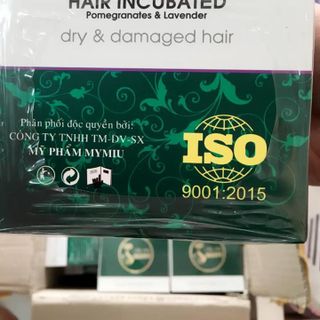 HAIR INCUBATED
Pomegranates & Lavender
dry & damaged hair
Phân phối độc quyền bởi:
CÔNG TY TNHH TM-DV-SX
MỸ PHẨM MYMIU
ISO
9001:2015